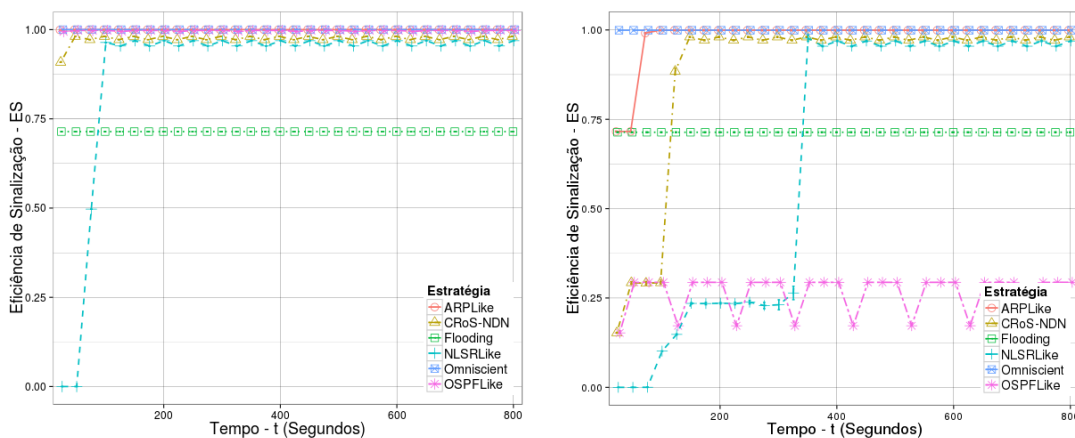 1.00
0.75
0.50
0.25
0.00
Eficiência de Sinalização - ES
Estratégia
ARPLike
CRoS-NDN
Flooding
NLSRLike
Omniscient
OSPFLike
200
400
600
800
Tempo - t (Segundos)
1.00
0.75
0.50
0.25
0.00
Eficiência de Sinalização - ES
Estratégia
ARPLike
CRoS-NDN
Flooding
NLSRLike
Omniscient
OSPFLike
200
400
600
800
Tempo - t (Segundos)